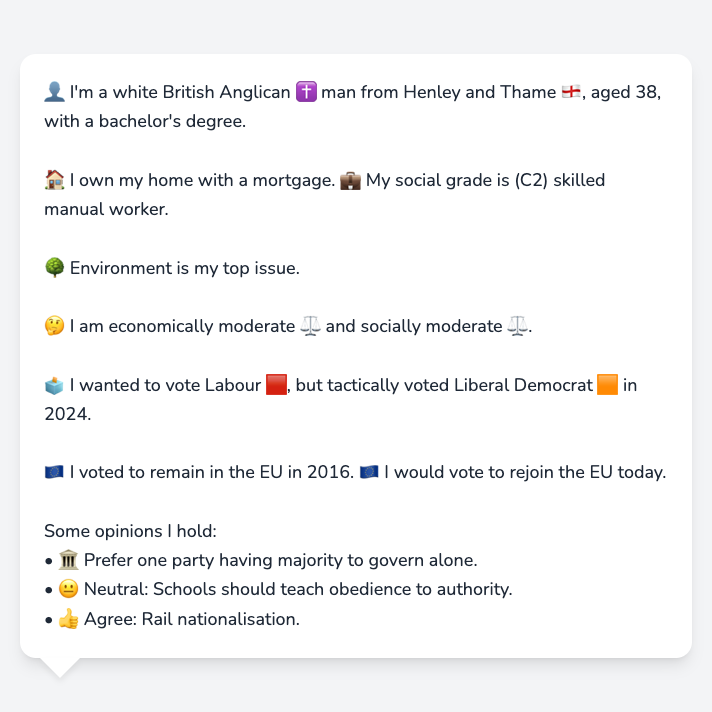 👤 I'm a white British Anglican ✝️ man from Henley and Thame 🏴󠁧󠁢󠁥󠁮󠁧󠁿, aged 38,
with a bachelor's degree.
🏠 I own my home with a mortgage. 💼 My social grade is (C2) skilled
manual worker.
🌳 Environment is my top issue.
🤔 I am economically moderate ⚖️ and socially moderate ⚖️.
🗳️ I wanted to vote Labour 🟥, but tactically voted Liberal Democrat 🟧 in
2024.
🇪🇺 I voted to remain in the EU in 2016. 🇪🇺 I would vote to rejoin the EU today.
Some opinions I hold:
• 🏛️ Prefer one party having majority to govern alone.
• 😐 Neutral: Schools should teach obedience to authority.
• 👍 Agree: Rail nationalisation.